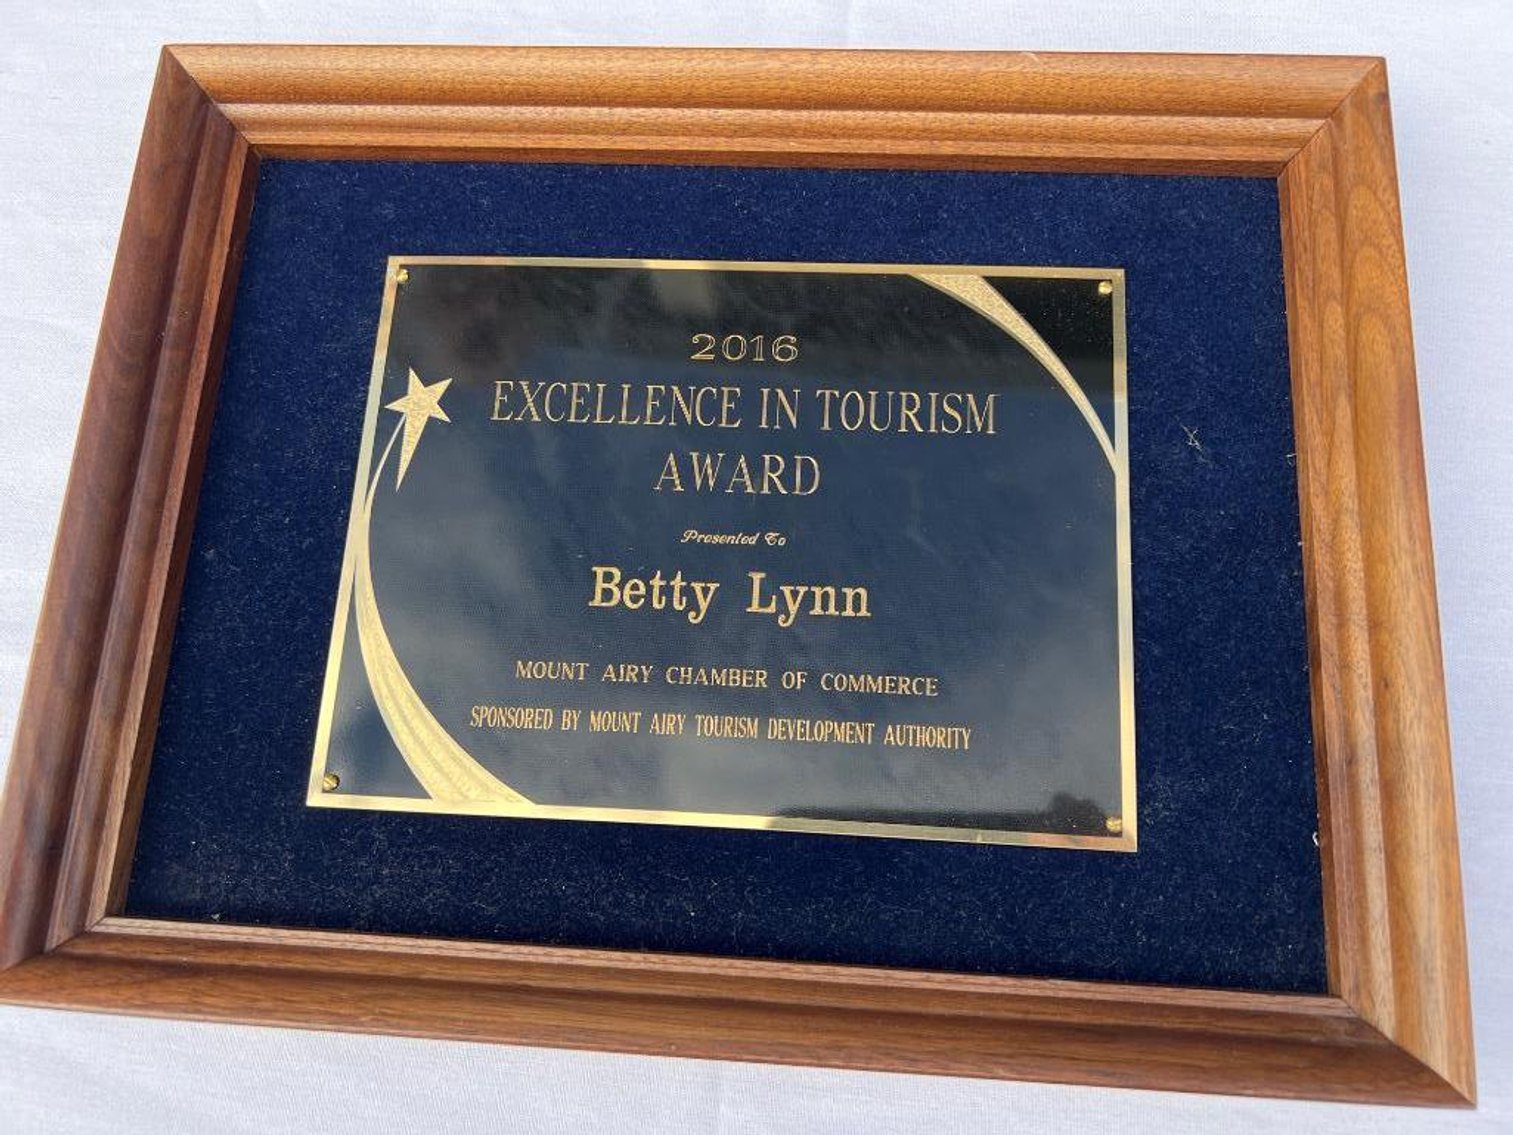 2016
EXCELLENCE IN TOURISM
AWARD
Presented To
Betty Lynn
MOUNT AIRY CHAMBER OF COMMERCE
SPONSORED BY MOUNT AIRY TOURISM DEVELOPMENT AUTHORITY